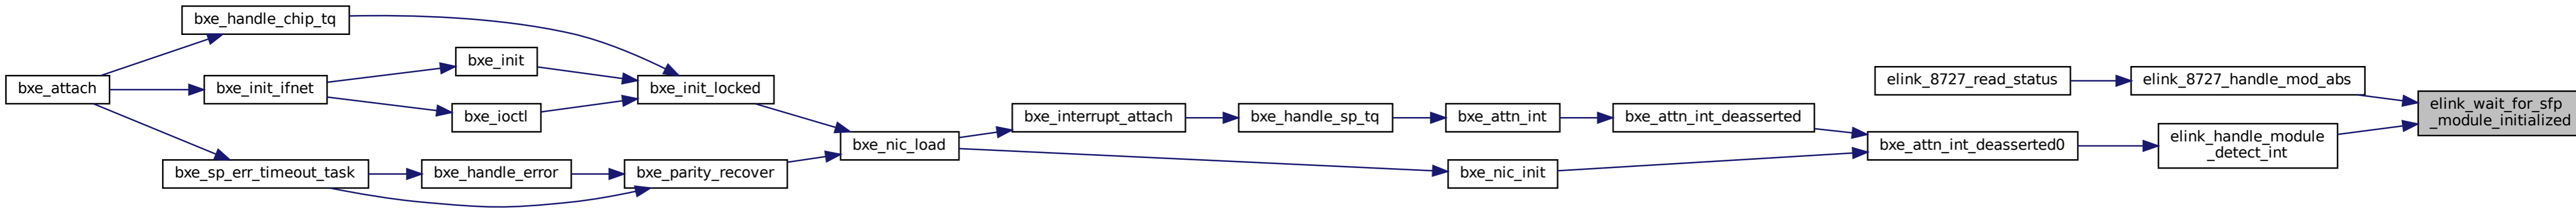 bxe_handle_chip_tq
bxe_attach
bxe_init_ifnet
bxe_sp_err_timeout_task
bxe_init
bxe_ioctl
bxe_handle_error
bxe_init_locked
bxe_parity_recover
bxe_nic_load
bxe_interrupt_attach
bxe_handle_sp_tq
bxe_attn_int
bxe_nic_init
bxe_attn_int_deasserted
elink_8727_read_status
bxe_attn_int_deasserted0
elink_8727_handle_mod_abs
elink_handle_module
_detect_int
elink_wait_for_sfp
_module_initialized